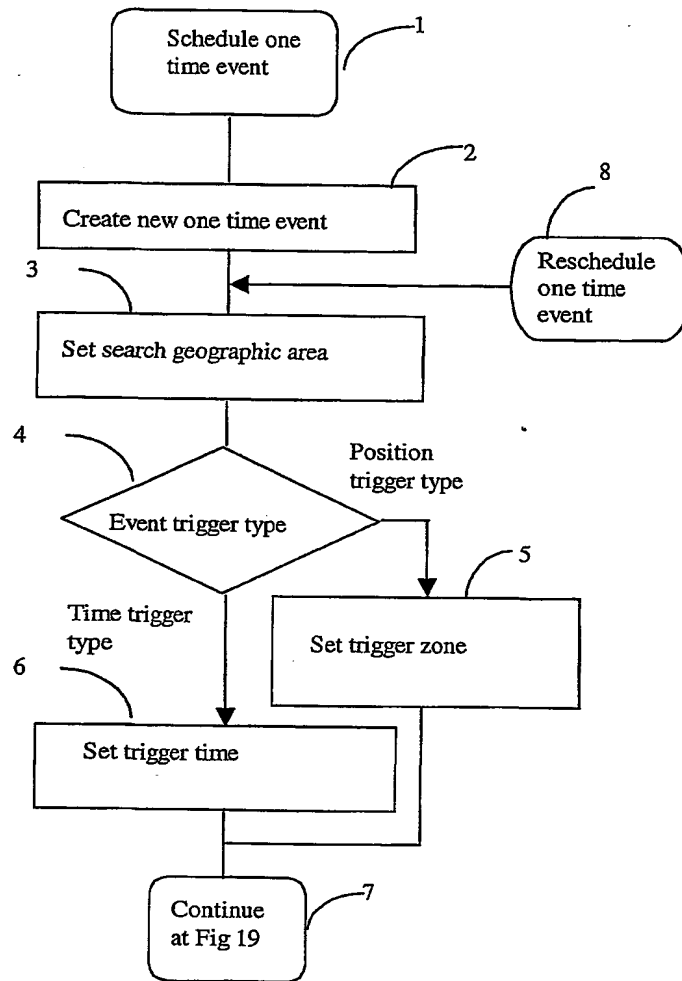 Schedule one
time event
1
2
Create new one time event
8
Reschedule
one time
event
3
Set search geographic area
4
Position
trigger type
Event trigger type
5
Time trigger
type
Set trigger zone
6
Set trigger time
7
Continue
at Fig 19